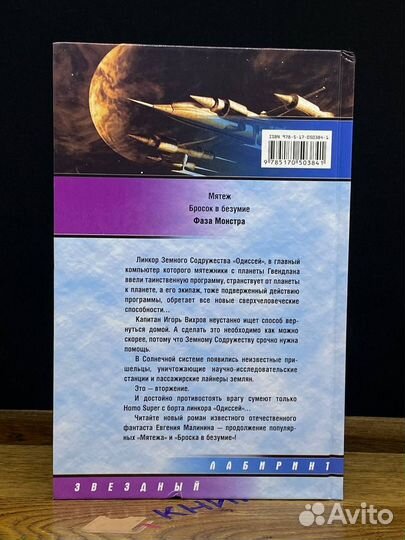 ISBN 978-5-17-050384-1
9 785170 503841
Мятеж
Бросок в безумие
Фаза Монстра
Линкор Земного Содружества «Одиссей», в главный
компьютер которого мятежники с планеты Гвендлана
ввели таинственную программу, странствует от планеты
к планете, а его экипаж, тоже подверженный действию
программы, обретает все новые сверхчеловеческие
способности...
Капитан Игорь Вихров неустанно ищет способ вер-
нуться домой. А сделать это необходимо как можно
скорее, потому что Земному Содружеству срочно нужна
помощь.
В Солнечной системе появились неизвестные при-
шельцы, уничтожающие научно-исследовательские
станции и пассажирские лайнеры землян.
Это — вторжение.
И достойно противостоять врагу сумеют только
Homo Super с борта линкора «Одиссей»...
Читайте новый роман известного отечественного
фантаста Евгения Малинина — продолжение популяр-
ных «Мятежа» и «Броска в безумие»!
ЛАБИРИНТ
ЗВЕЗДНЫЙ
Avito